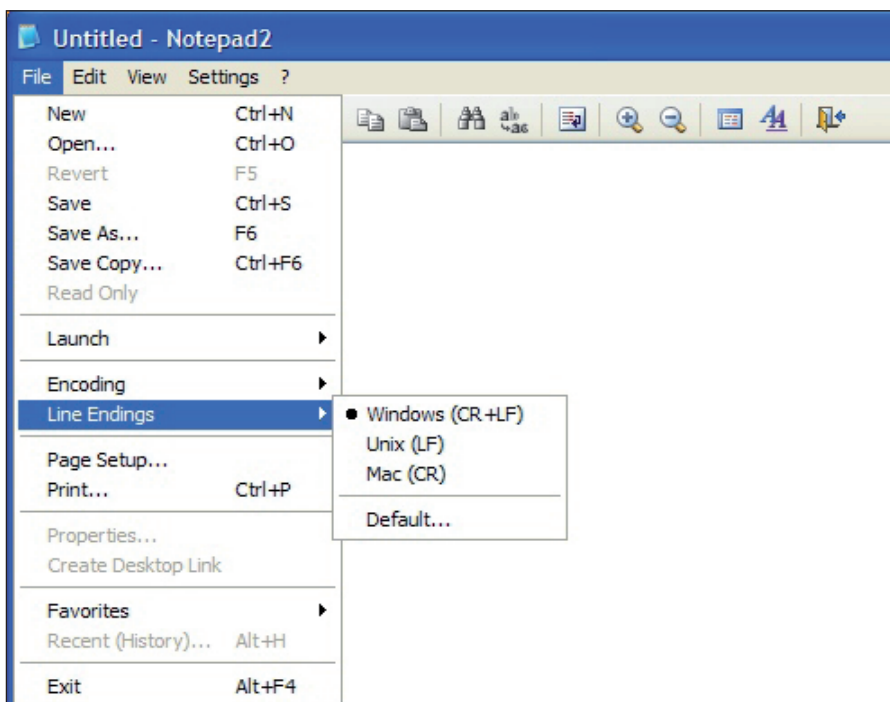 Untitled - Notepad2
File Edit View Settings ?
New Ctrl+N
Open... Ctrl+O
Revert F5
Save Ctrl+S
Save As... F6
Save Copy... Ctrl+F6
Read Only
Launch
Encoding
Line Endings
Windows (CR+LF)
Unix (LF)
Mac (CR)
Default...
Page Setup...
Print... Ctrl+P
Properties...
Create Desktop Link
Favorites
Recent (History)... Alt+H
Exit Alt+F4